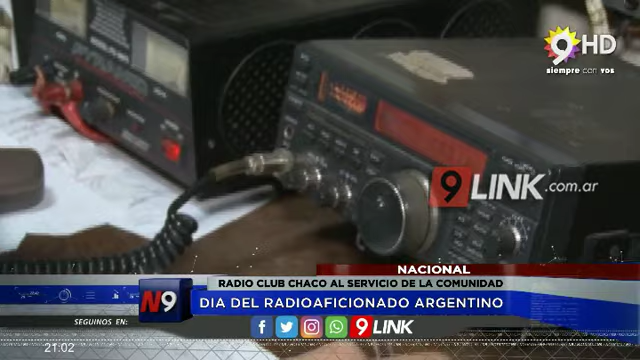 9 HD
siempre con vos
9 LINK.com.ar
NACIONAL
RADIO CLUB CHACO AL SERVICIO DE LA COMUNIDAD
N9
DIA DEL RADIOAFICIONADO ARGENTINO
SEGUINOS EN:
9 LINK
21:02